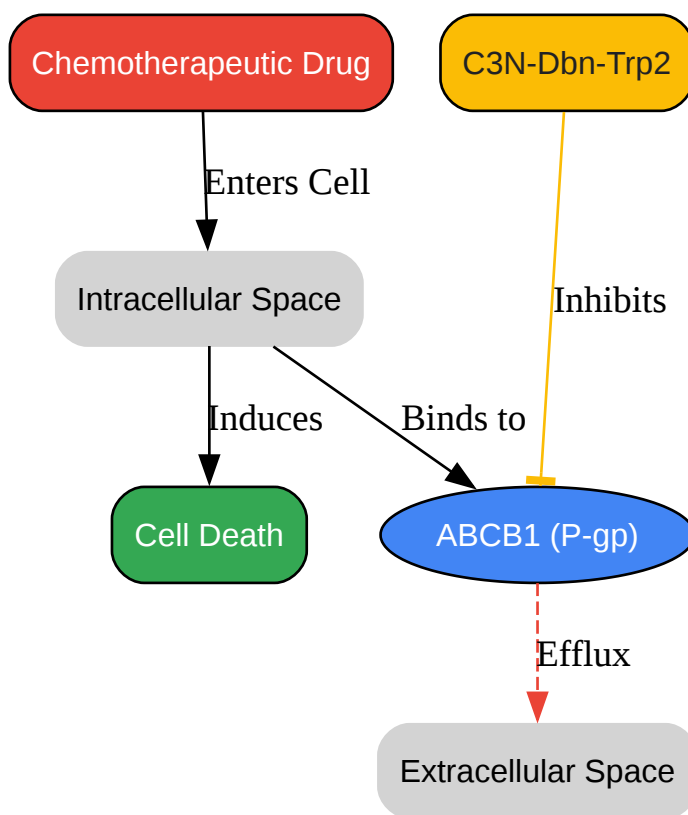 Chemotherapeutic Drug
C3N-Dbn-Trp2
Enters Cell
Intracellular Space
Inhibits
Induces
Binds to
Cell Death
ABCB1 (P-gp)
Efflux
Extracellular Space